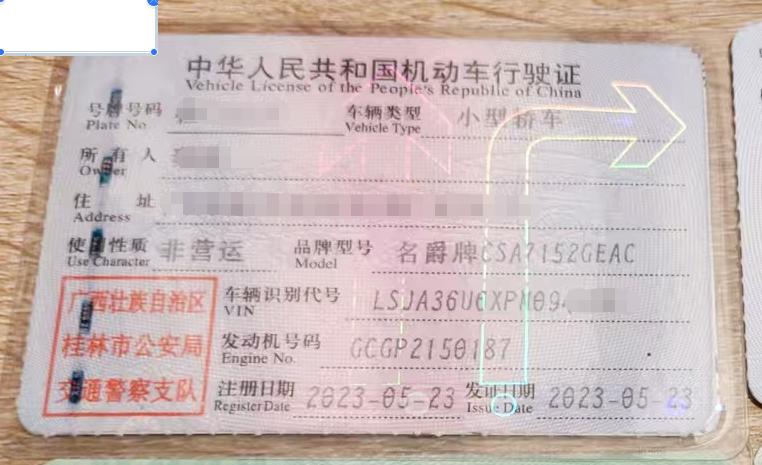 中华人民共和国机动车行驶证
Vehicle License of the People's Republic of China
号牌号码 Plate No. 车辆类型 Vehicle Type 小型轿车
所有人 Owner
住址 Address
使用性质 Use Character 非营运 品牌型号 Model 名爵牌CSA7152GEAC
车辆识别代号 VIN LSJA36U6XPN09
发动机号码 Engine No. GCGP2150187
注册日期 Register Date 2023-05-23 发证日期 Issue Date 2023-05-23
广西壮族自治区
桂林市公安局
交通警察支队